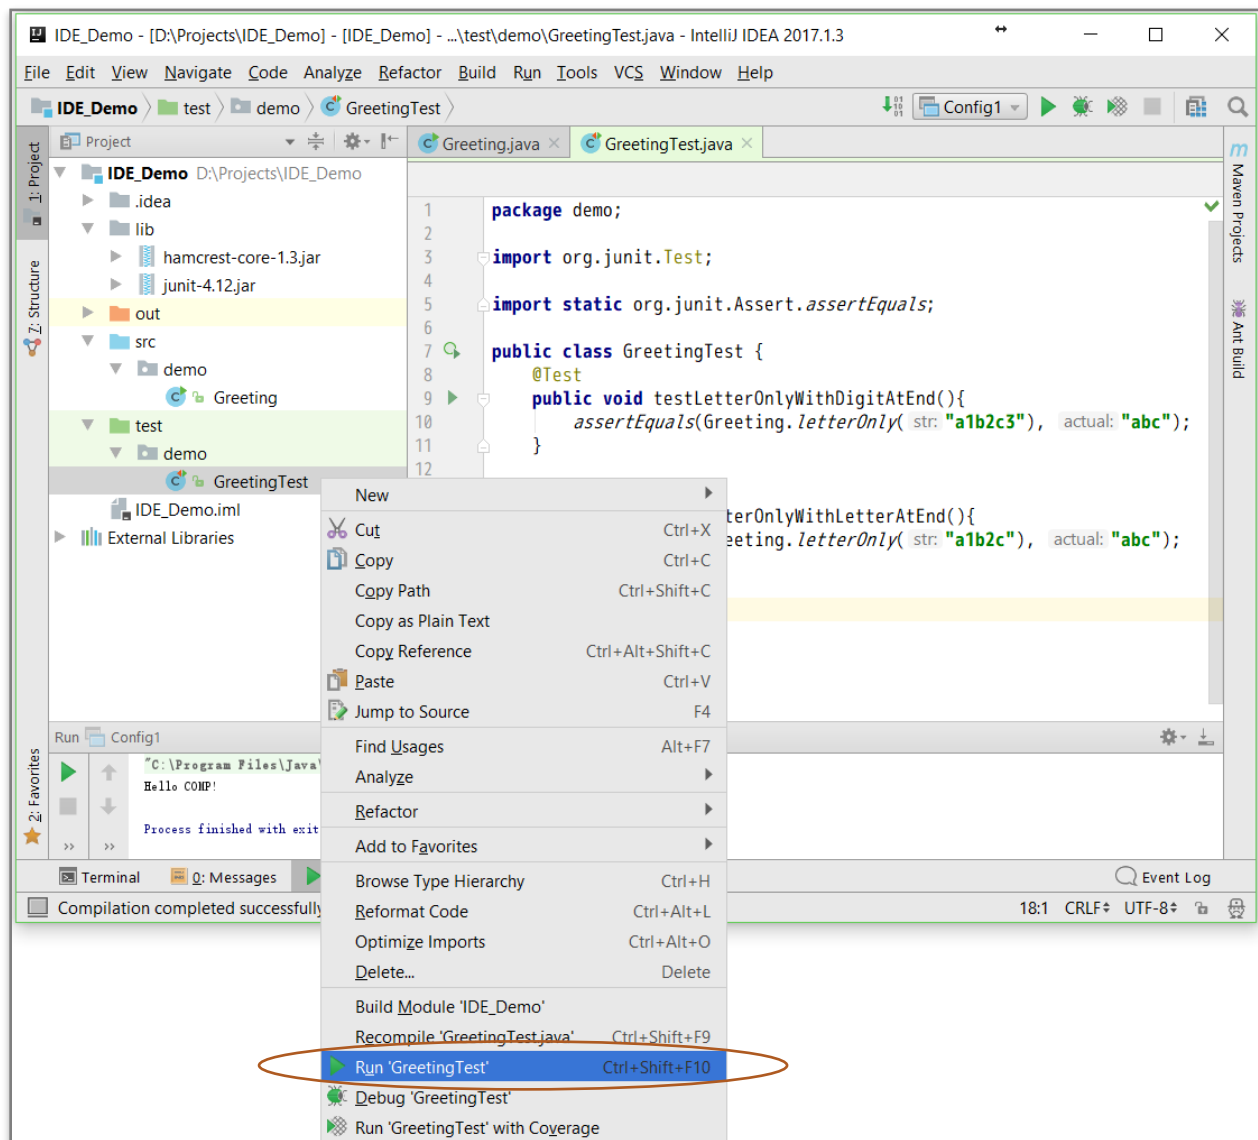 IDE_Demo - [D:\Projects\IDE_Demo] - [IDE_Demo] - ...\test\demo\GreetingTest.java - IntelliJ IDEA 2017.1.3
File Edit View Navigate Code Analyze Refactor Build Run Tools VCS Window Help
IDE_Demo test demo GreetingTest Config1
1: Project
Z: Structure
2: Favorites
Project
IDE_Demo D:\Projects\IDE_Demo
.idea
lib
hamcrest-core-1.3.jar
junit-4.12.jar
out
src
demo
Greeting
test
demo
GreetingTest
IDE_Demo.iml
External Libraries
Greeting.java GreetingTest.java
1 package demo;
2
3 import org.junit.Test;
4
5 import static org.junit.Assert.assertEquals;
6
7 public class GreetingTest {
8 @Test
9 public void testLetterOnlyWithDigitAtEnd(){
10 assertEquals(Greeting.letterOnly( str: "a1b2c3"), actual: "abc");
11 }
12
terOnlyWithLetterAtEnd(){
eeting.letterOnly( str: "a1b2c"), actual: "abc");
Maven Projects
Ant Build
New
Cut Ctrl+X
Copy Ctrl+C
Copy Path Ctrl+Shift+C
Copy as Plain Text
Copy Reference Ctrl+Alt+Shift+C
Paste Ctrl+V
Jump to Source F4
Find Usages Alt+F7
Analyze
Refactor
Add to Favorites
Browse Type Hierarchy Ctrl+H
Reformat Code Ctrl+Alt+L
Optimize Imports Ctrl+Alt+O
Delete... Delete
Build Module 'IDE_Demo'
Recompile 'GreetingTest.java' Ctrl+Shift+F9
Run 'GreetingTest' Ctrl+Shift+F10
Debug 'GreetingTest'
Run 'GreetingTest' with Coverage
Run Config1
"C:\Program Files\Java\
Hello COMP!
Process finished with exit
Terminal 0: Messages Event Log
Compilation completed successfully 18:1 CRLF UTF-8